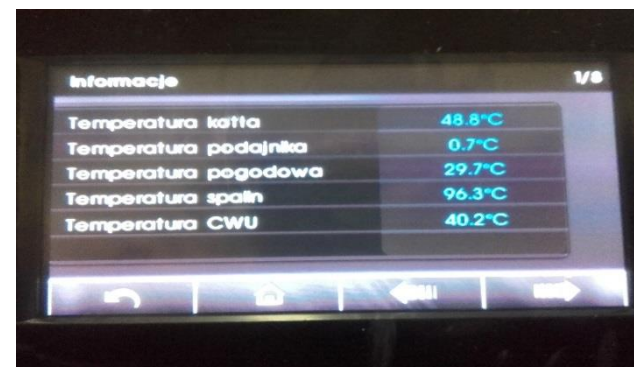 Informacje 1/8
Temperatura kotła 48.8°C
Temperatura podajnika 0.7°C
Temperatura pogodowa 29.7°C
Temperatura spalin 96.3°C
Temperatura CWU 40.2°C